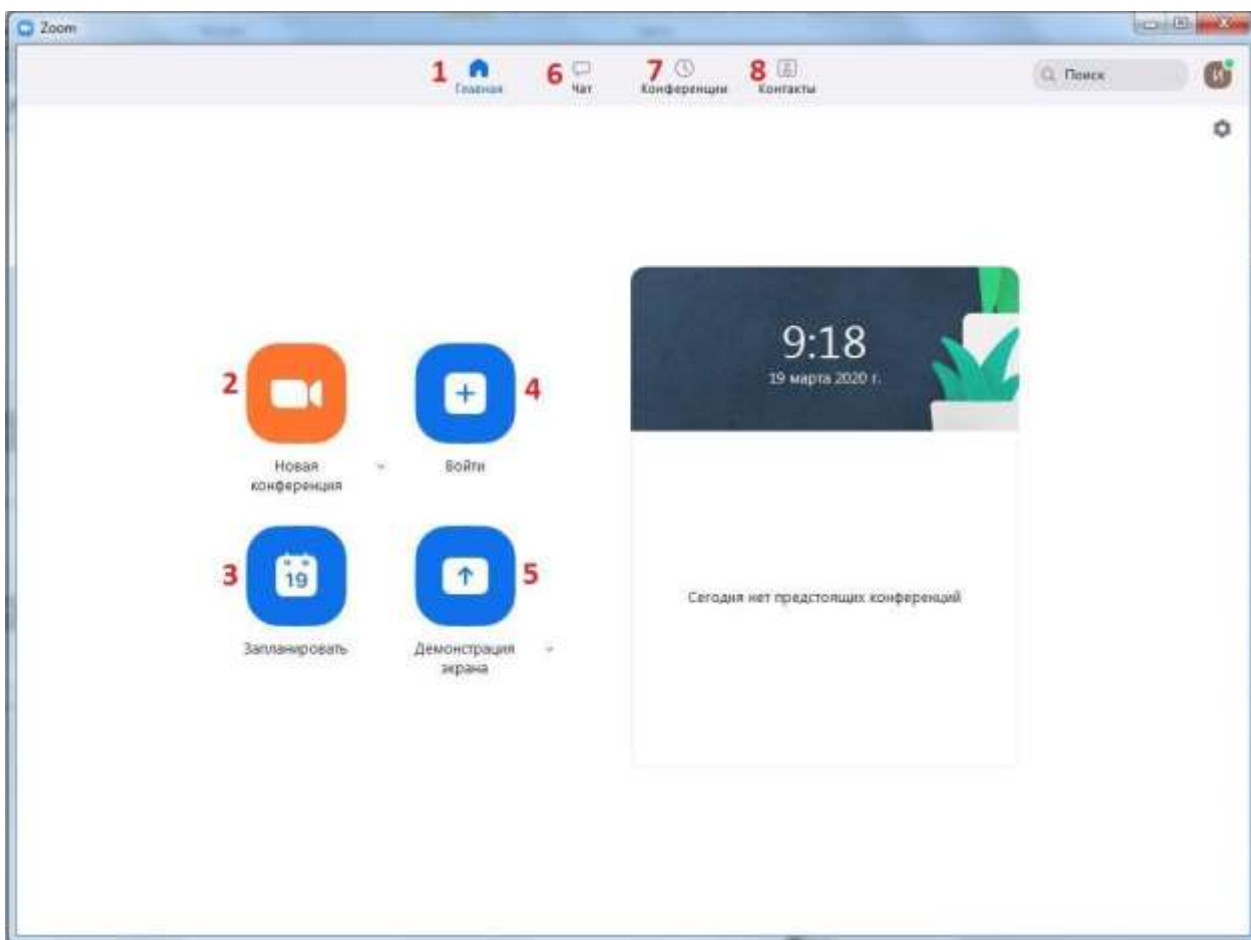 Zoom
1 6 7 8
Главная Чат Конференции Контакты
Поиск
И
9:18
19 марта 2020 г.
2 4
Новая
конференция
Войти
3 19 5
Запланировать
Демонстрация
экрана
Сегодня нет предстоящих конференций